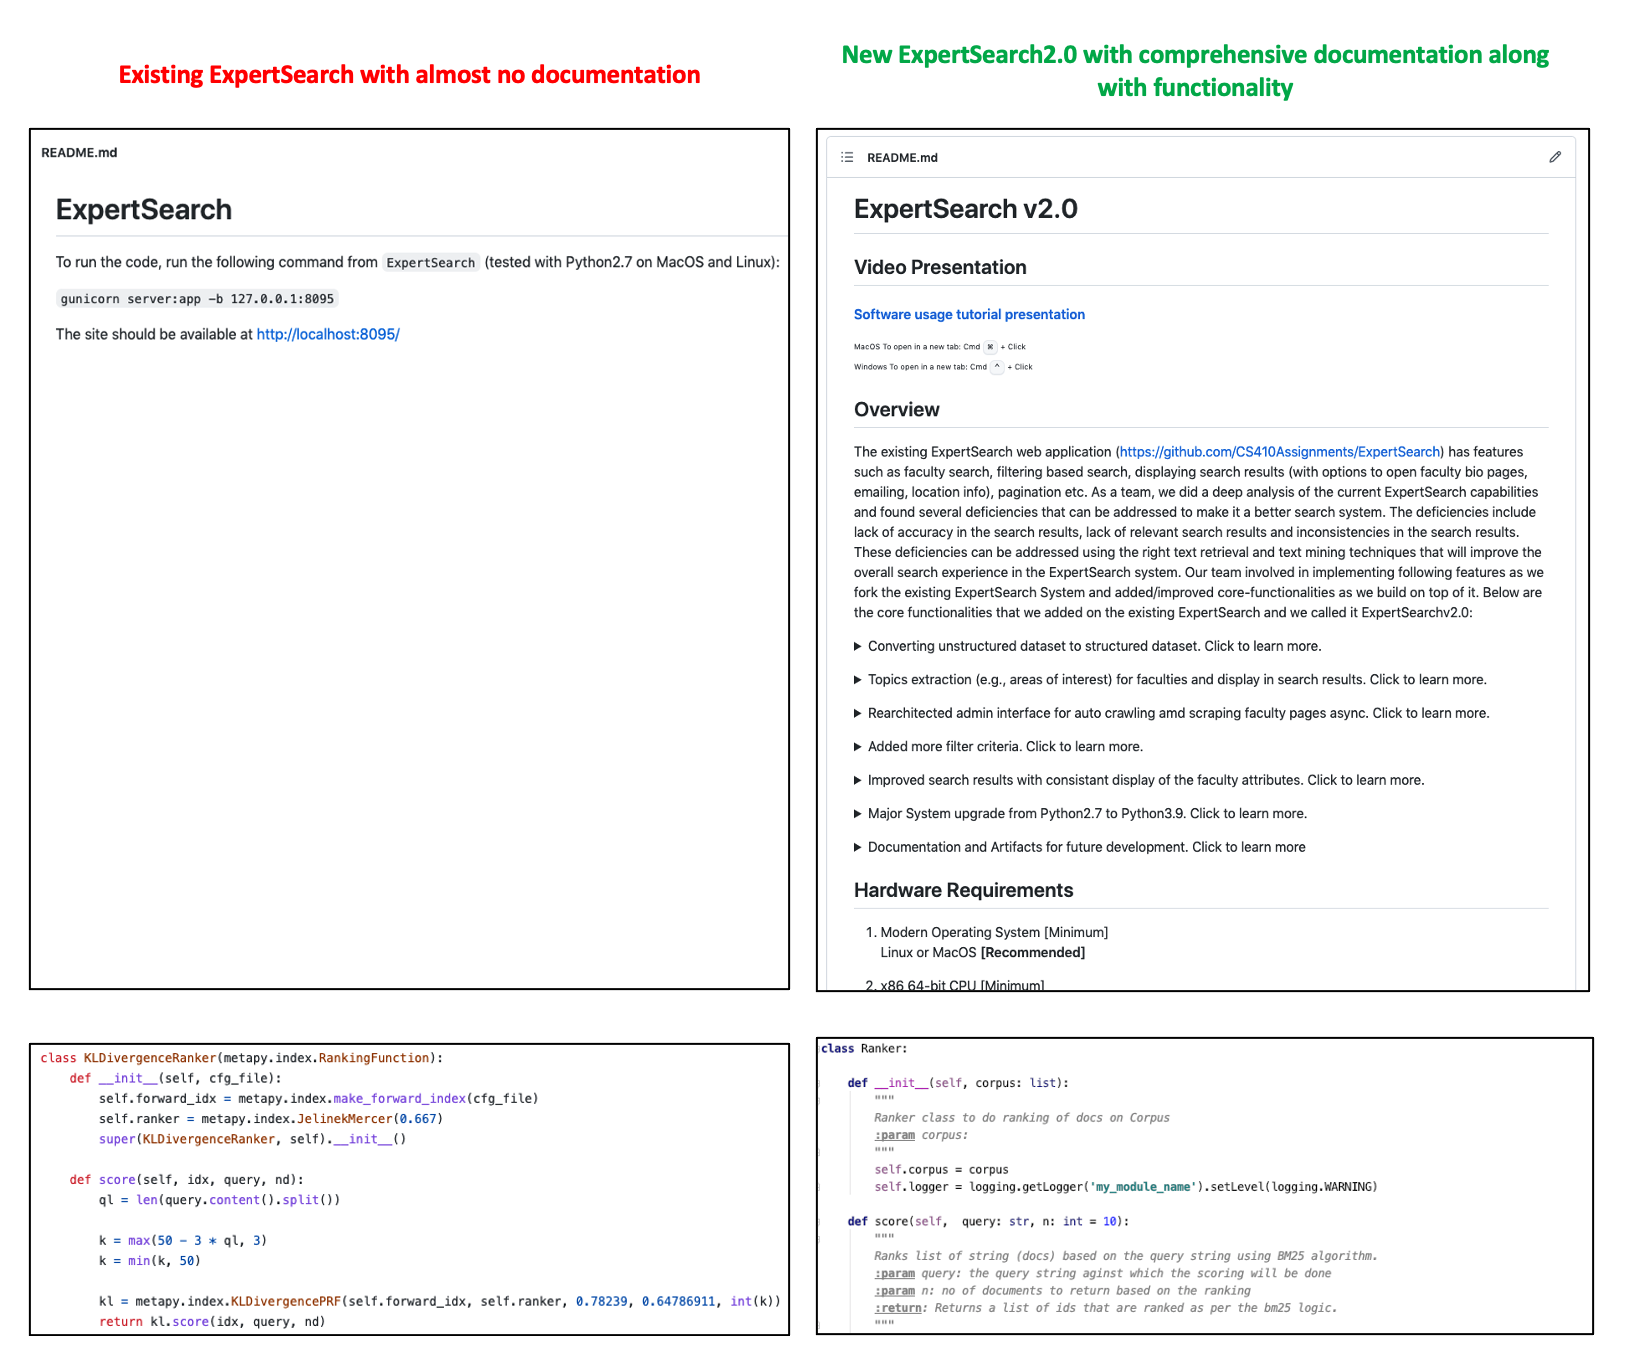 Existing ExpertSearch with almost no documentation
README.md
ExpertSearch
To run the code, run the following command from ExpertSearch (tested with Python2.7 on MacOS and Linux):
gunicorn server:app -b 127.0.0.1:8095
The site should be available at http://localhost:8095/
class KLDivergenceRanker(metapy.index.RankingFunction):
    def __init__(self, cfg_file):
        self.forward_idx = metapy.index.make_forward_index(cfg_file)
        self.ranker = metapy.index.JelinekMercer(0.667)
        super(KLDivergenceRanker, self).__init__()
    def score(self, idx, query, nd):
        ql = len(query.content().split())
        k = max(50 - 3 * ql, 3)
        k = min(k, 50)
        kl = metapy.index.KLDivergencePRF(self.forward_idx, self.ranker, 0.78239, 0.64786911, int(k))
        return kl.score(idx, query, nd)
New ExpertSearch2.0 with comprehensive documentation along
with functionality
README.md
ExpertSearch v2.0
Video Presentation
Software usage tutorial presentation
MacOS To open in a new tab: Cmd ⌘ + Click
Windows To open in a new tab: Cmd ^ + Click
Overview
The existing ExpertSearch web application (https://github.com/CS410Assignments/ExpertSearch) has features
such as faculty search, filtering based search, displaying search results (with options to open faculty bio pages,
emailing, location info), pagination etc. As a team, we did a deep analysis of the current ExpertSearch capabilities
and found several deficiencies that can be addressed to make it a better search system. The deficiencies include
lack of accuracy in the search results, lack of relevant search results and inconsistencies in the search results.
These deficiencies can be addressed using the right text retrieval and text mining techniques that will improve the
overall search experience in the ExpertSearch system. Our team involved in implementing following features as we
fork the existing ExpertSearch System and added/improved core-functionalities as we build on top of it. Below are
the core functionalities that we added on the existing ExpertSearch and we called it ExpertSearchv2.0:
Converting unstructured dataset to structured dataset. Click to learn more.
Topics extraction (e.g., areas of interest) for faculties and display in search results. Click to learn more.
Rearchitected admin interface for auto crawling amd scraping faculty pages async. Click to learn more.
Added more filter criteria. Click to learn more.
Improved search results with consistant display of the faculty attributes. Click to learn more.
Major System upgrade from Python2.7 to Python3.9. Click to learn more.
Documentation and Artifacts for future development. Click to learn more
Hardware Requirements
1. Modern Operating System [Minimum]
Linux or MacOS [Recommended]
2. x86 64-bit CPU [Minimum]
class Ranker:
    def __init__(self, corpus: list):
        """
        Ranker class to do ranking of docs on Corpus
        :param corpus:
        """
        self.corpus = corpus
        self.logger = logging.getLogger('my_module_name').setLevel(logging.WARNING)
    def score(self, query: str, n: int = 10):
        """
        Ranks list of string (docs) based on the query string using BM25 algorithm.
        :param query: the query string aginst which the scoring will be done
        :param n: no of documents to return based on the ranking
        :return: Returns a list of ids that are ranked as per the bm25 logic.
        """